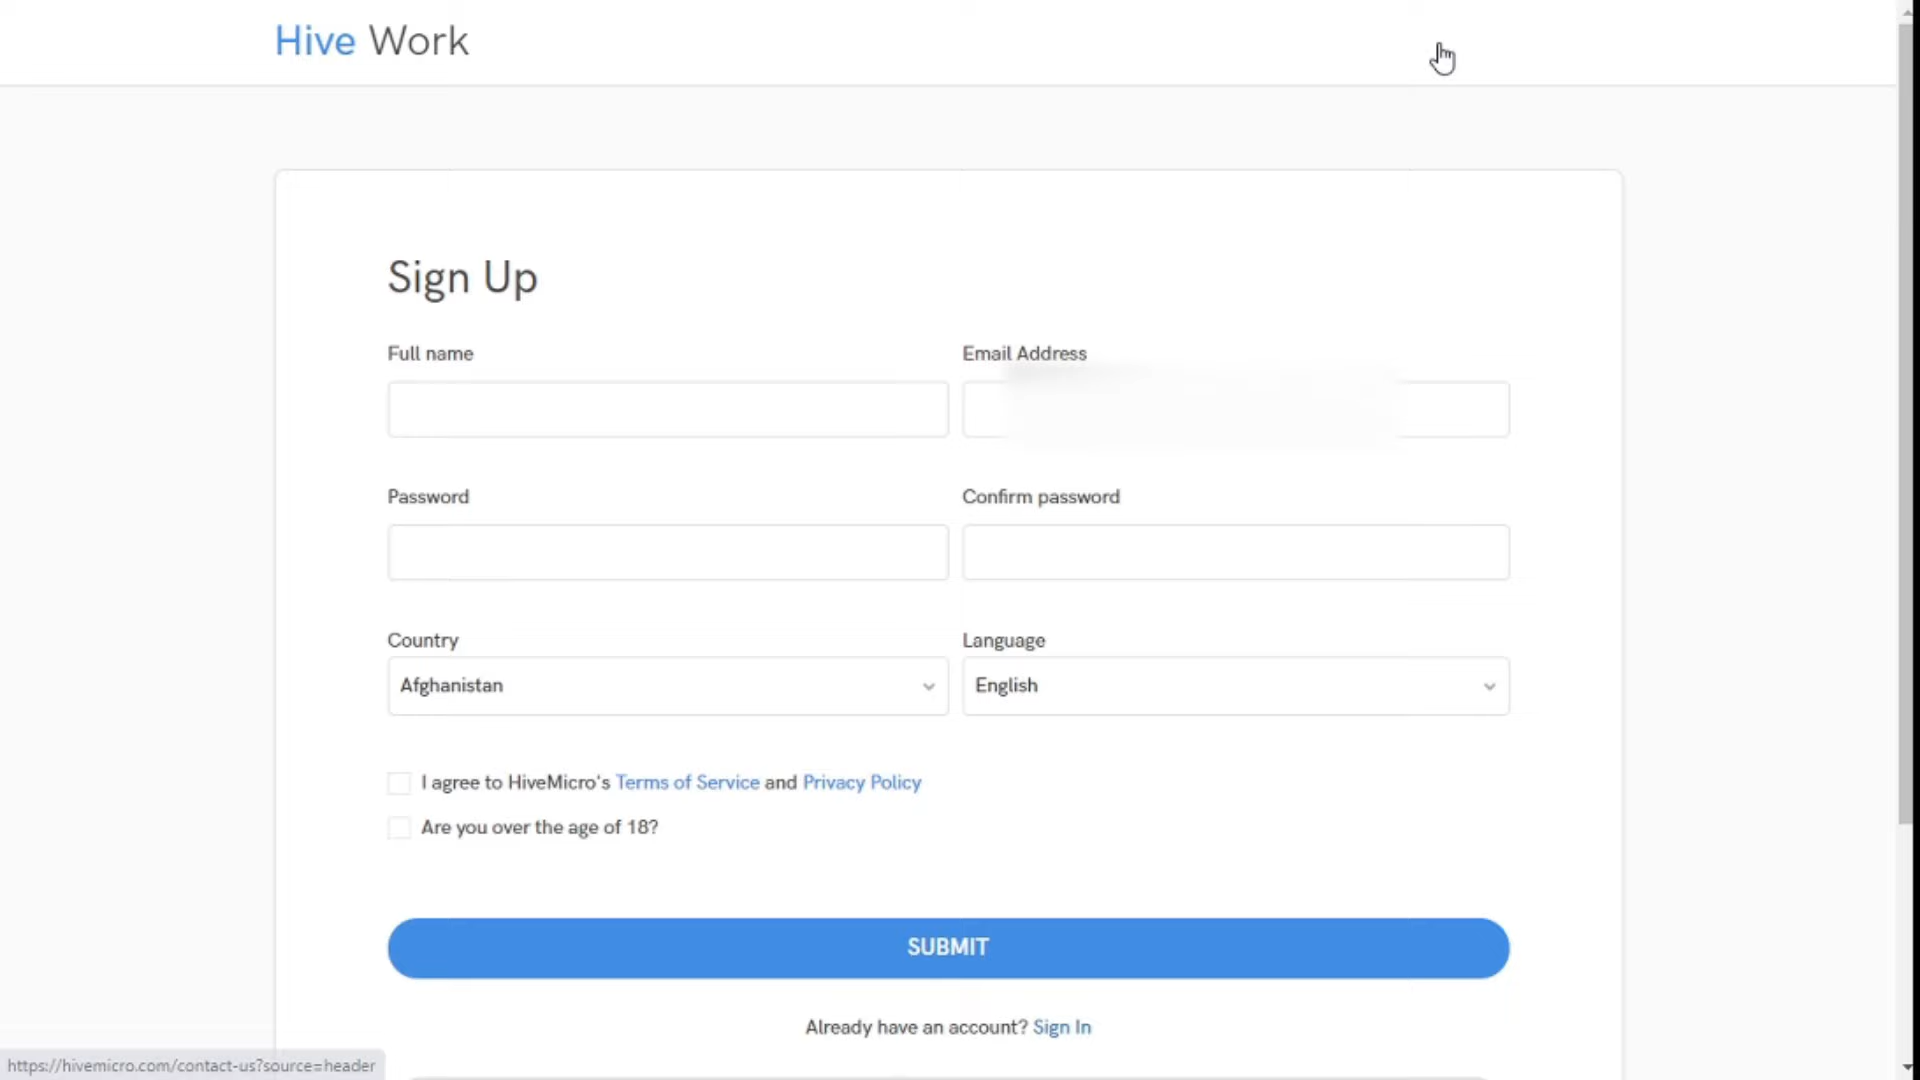 Hive Work
Sign Up
Full name
Email Address
Password
Confirm password
Country
Language
Afghanistan
English
I agree to HiveMicro's Terms of Service and Privacy Policy
Are you over the age of 18?
SUBMIT
Already have an account? Sign In
https://hivemicro.com/contact-us?source=header